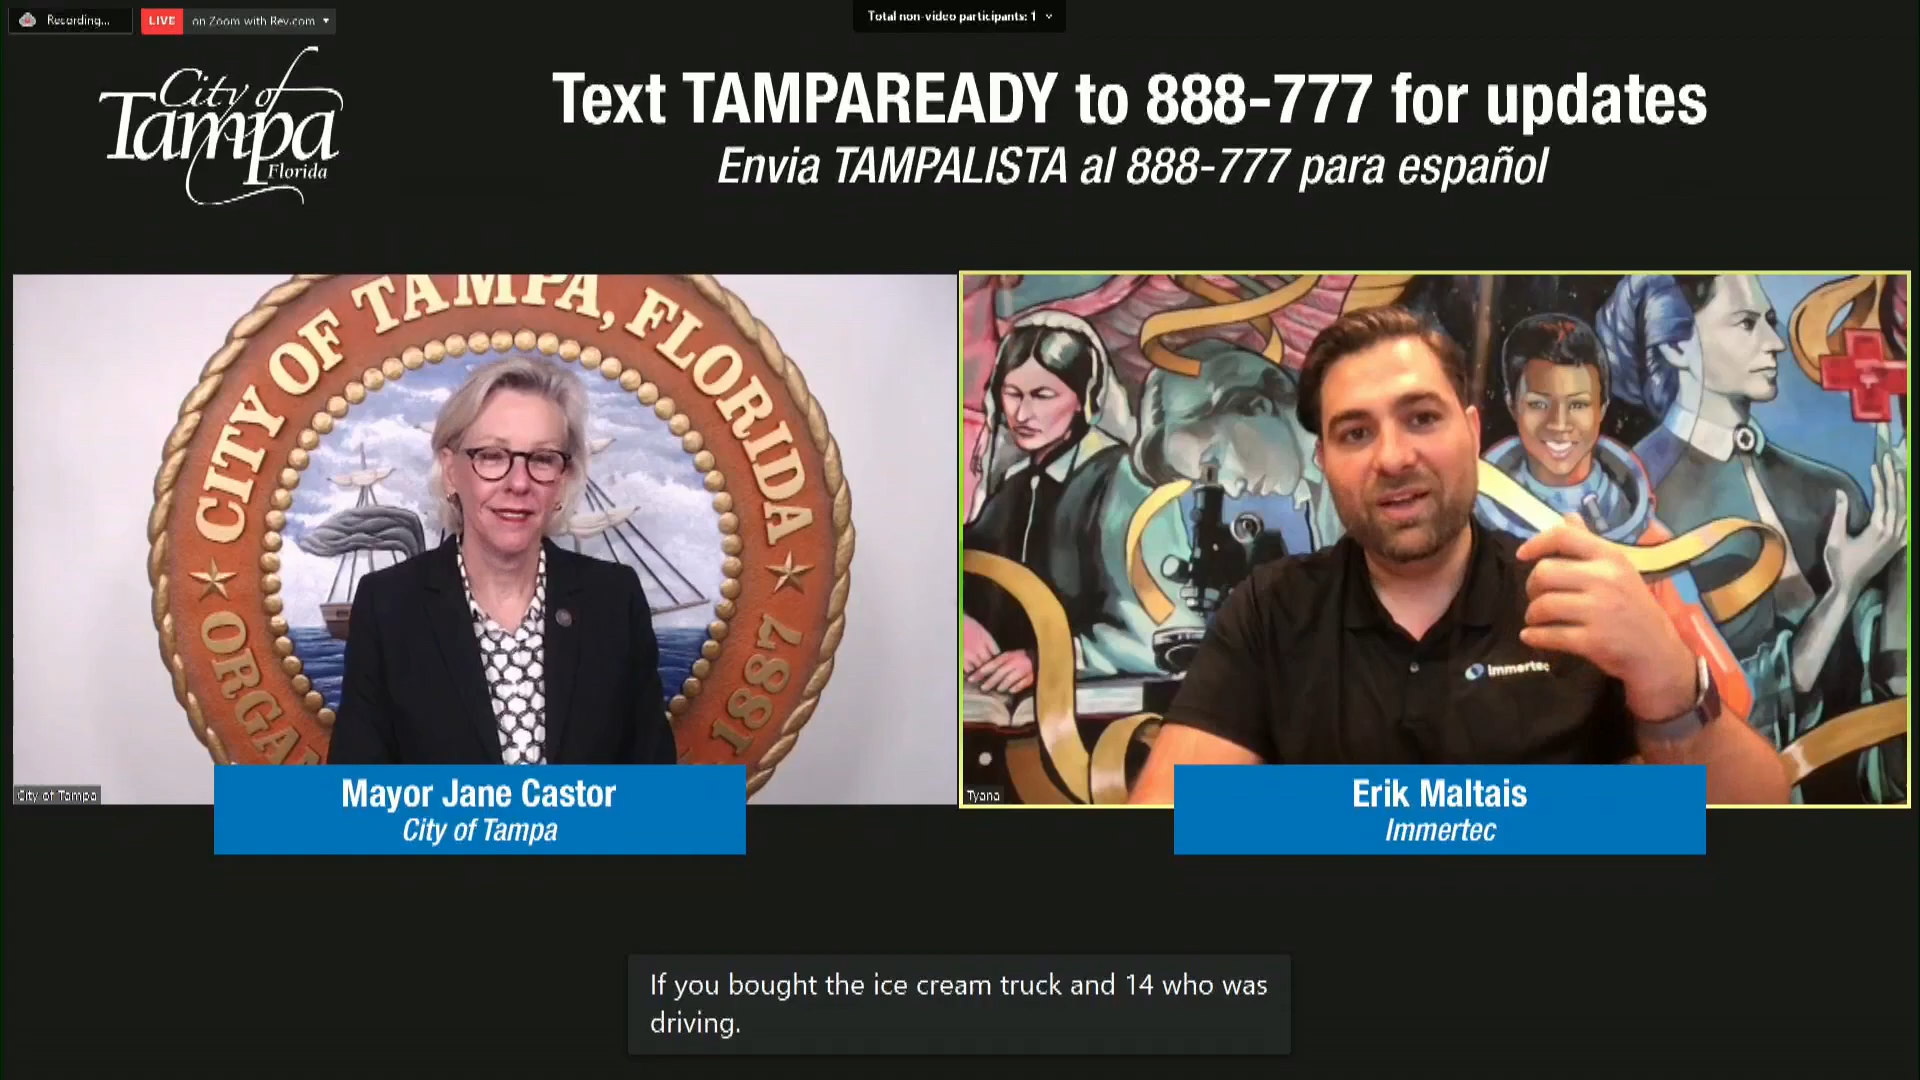 Recording...
LIVE on Zoom with Rev.com
Total non-video participants: 1
City of
Tampa
Florida
Text TAMPAREADY to 888-777 for updates
Envia TAMPALISTA al 888-777 para español
CITY OF TAMPA, FLORIDA
ORGA
1887
City of Tampa
Mayor Jane Castor
City of Tampa
immertec
Tyana
Erik Maltais
Immertec
If you bought the ice cream truck and 14 who was
driving.